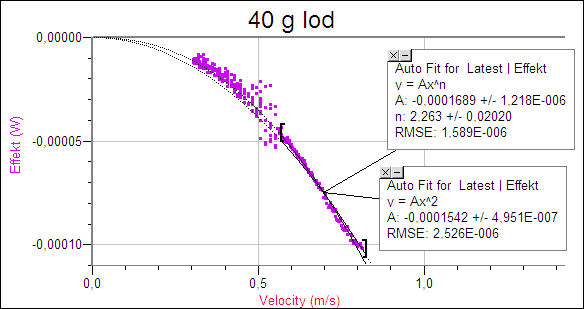 40 g lod
0,00000
Auto Fit for Latest | Effekt
y = Ax^n
A: -0,0001689 +/- 1,218E-006
n: 2,263 +/- 0,02020
RMSE: 1,589E-006
Effekt (W)
-0,00005
Auto Fit for Latest | Effekt
y = Ax^2
A: -0,0001542 +/- 4,951E-007
RMSE: 2,526E-006
-0,00010
0,0
0,5
1,0
Velocity (m/s)